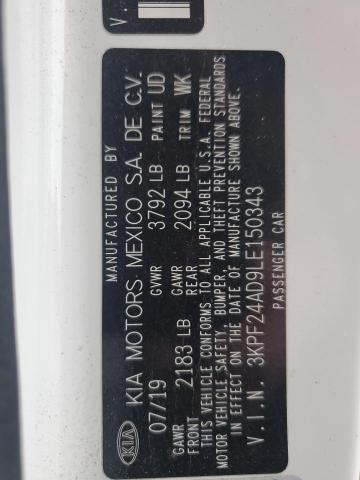 V.
MANUFACTURED BY
KIA KIA MOTORS MEXICO S.A. DE C.V.
07/19 GVWR 3792 LB PAINT UD
GAWR FRONT 2183 LB GAWR REAR 2094 LB TRIM WK
THIS VEHICLE CONFORMS TO ALL APPLICABLE U.S.A. FEDERAL
MOTOR VEHICLE SAFETY, BUMPER, AND THEFT PREVENTION STANDARDS
IN EFFECT ON THE DATE OF MANUFACTURE SHOWN ABOVE.
V.I.N. 3KPF24AD9LE150343
PASSENGER CAR